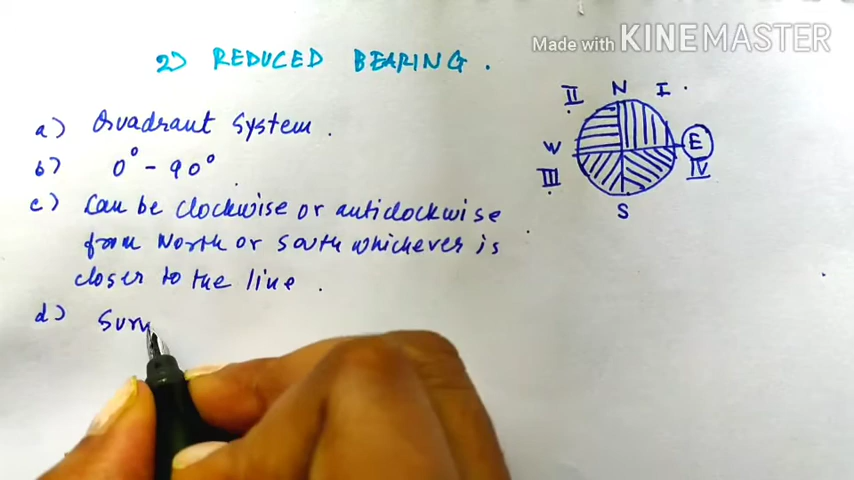 Made with KINEMASTER
2) REDUCED BEARING.
a) Quadrant System.
b) 0° - 90°
c) Can be clockwise or anticlockwise
from North or south whichever is
closer to the line.
d) Surv
II N I
W E
III IV
S